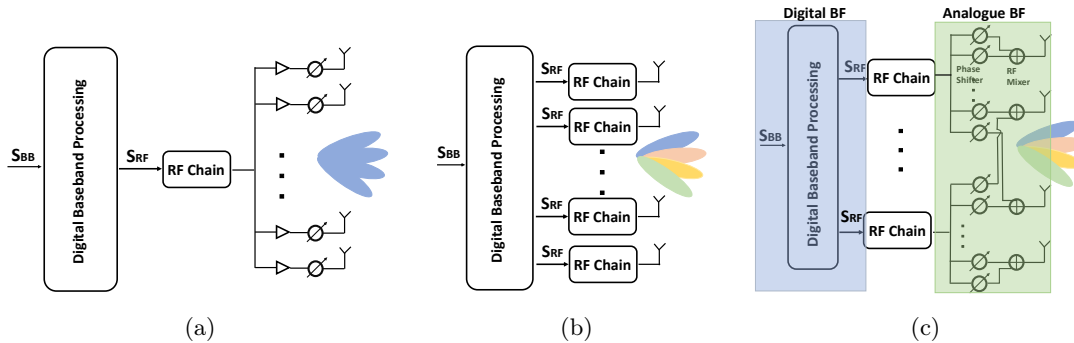 SBB
Digital Baseband Processing
SRF
RF Chain
(a)
SBB
Digital Baseband Processing
SRF
RF Chain
SRF
RF Chain
SRF
RF Chain
SRF
RF Chain
(b)
Digital BF
Analogue BF
SBB
Digital Baseband Processing
SRF
RF Chain
Phase
Shifter
RF
Mixer
SRF
RF Chain
(c)